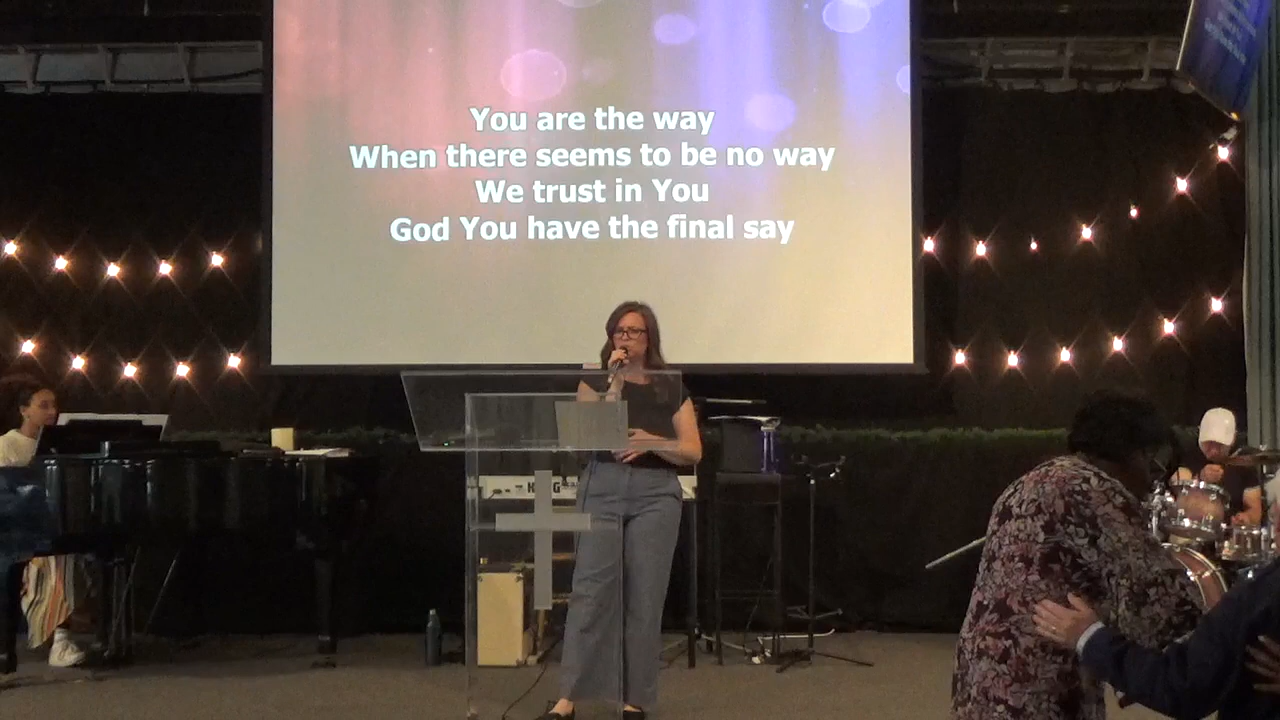 You are the way
When there seems to be no way
We trust in You
God You have the final say
KORG